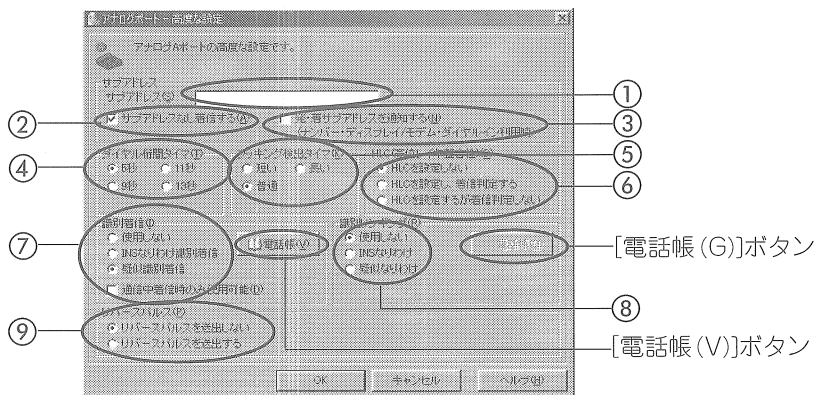 アナログポート - 高度な設定
アナログAポートの高度な設定です。
サブアドレス
サブアドレス(S)
①
② サブアドレスなし着信する(A)
発・着サブアドレスを通知する(N)
(ナンバー・ディスプレイ/モデム・ダイヤルイン利用時)
③
④ ダイヤル桁間タイマ(T)
5秒 11秒
9秒 13秒
フッキング検出タイマ(K)
短い 長い
普通
⑤
HLCを設定しない
HLCを設定し、着信判定する
HLCを設定するが着信判定しない
⑥
⑦ 識別着信(I)
使用しない
INSなりわけ識別着信
疑似識別着信
通信中着信時のみ使用可能(D)
電話帳(V)
識別リンギング(R)
使用しない
INSなりわけ
疑似なりわけ
⑧
[電話帳(G)]ボタン
[電話帳(V)]ボタン
⑨ リバースパルス(P)
リバースパルスを送出しない
リバースパルスを送出する
OK キャンセル ヘルプ(H)